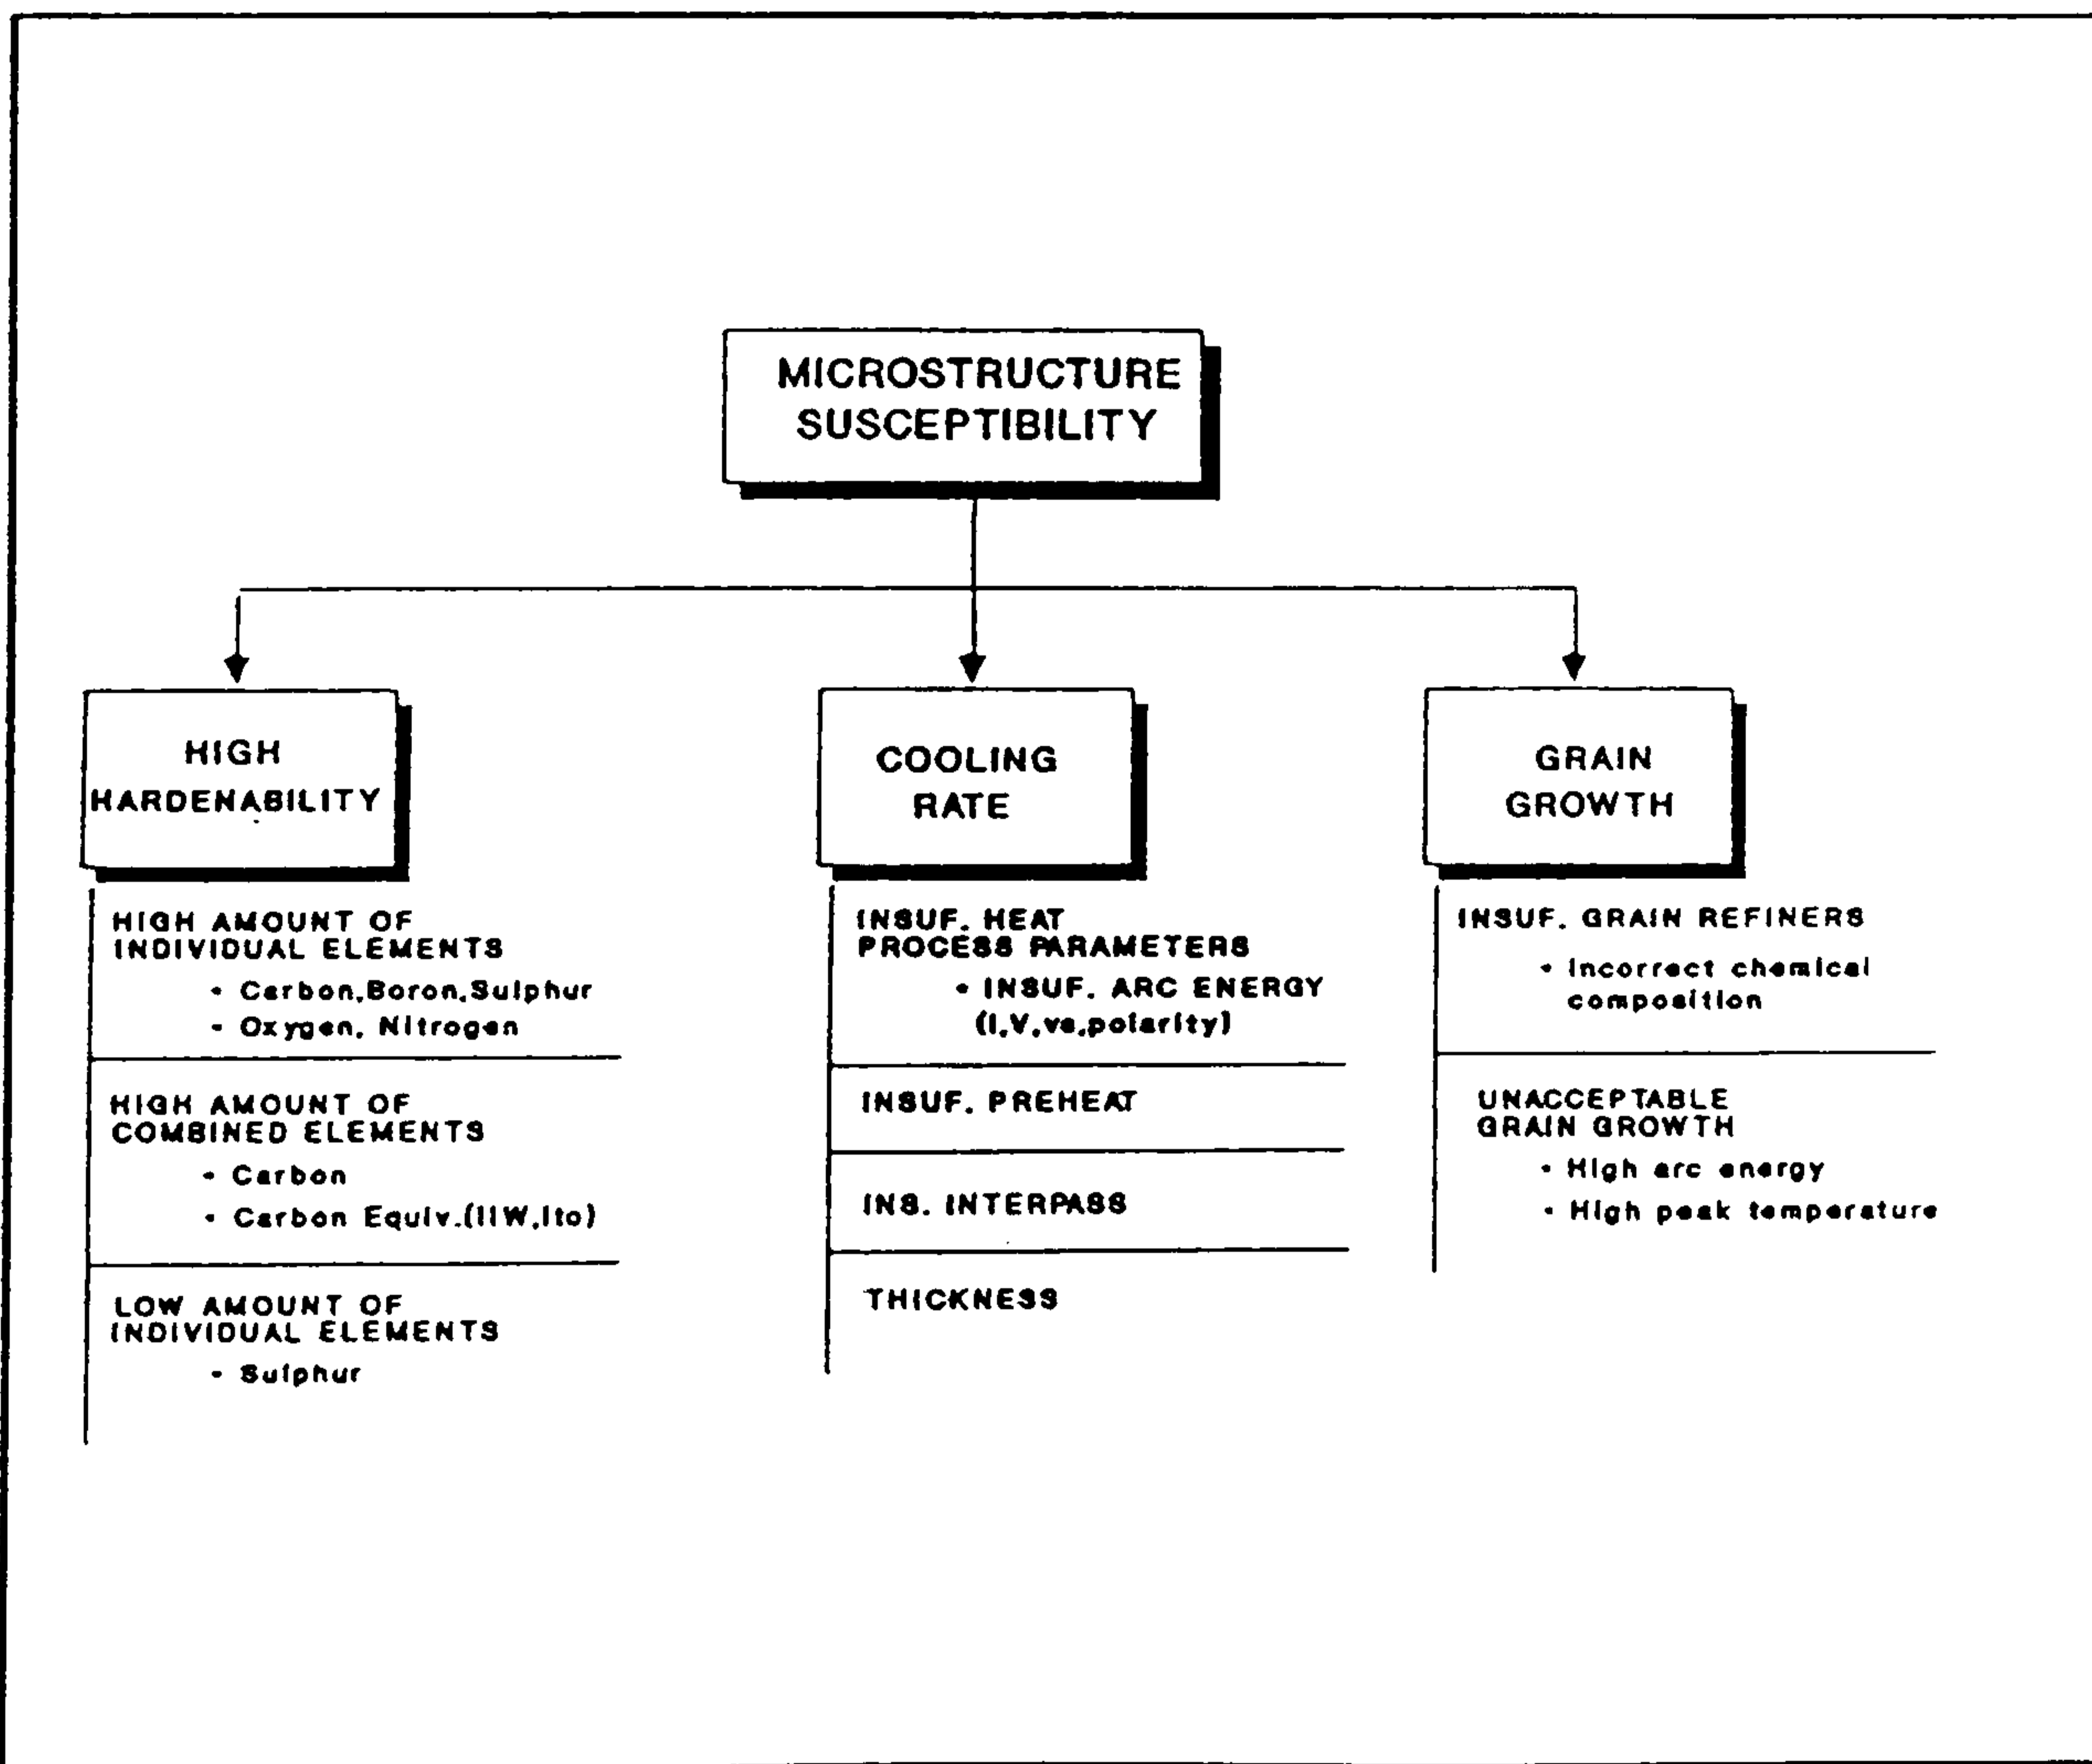 MICROSTRUCTURE
SUSCEPTIBILITY
HIGH
HARDENABILITY
HIGH AMOUNT OF
INDIVIDUAL ELEMENTS
• Carbon,Boron,Sulphur
- Oxygen, Nitrogen
HIGH AMOUNT OF
COMBINED ELEMENTS
- Carbon
• Carbon Equiv.(IIW,Ito)
LOW AMOUNT OF
INDIVIDUAL ELEMENTS
- Sulphur
COOLING
RATE
INSUF. HEAT
PROCESS PARAMETERS
• INSUF. ARC ENERGY
(I,V,vs,polarity)
INSUF. PREHEAT
INS. INTERPASS
THICKNESS
GRAIN
GROWTH
INSUF. GRAIN REFINERS
• Incorrect chemical
composition
UNACCEPTABLE
GRAIN GROWTH
• High arc energy
• High peak temperature